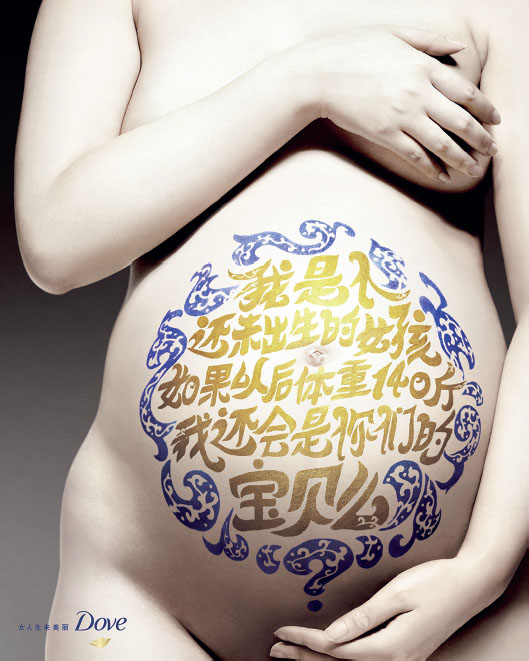 我是个
还未出生的女孩
如果以后体重140斤
我还会是你们的
宝贝么
女人生来美丽 Dove